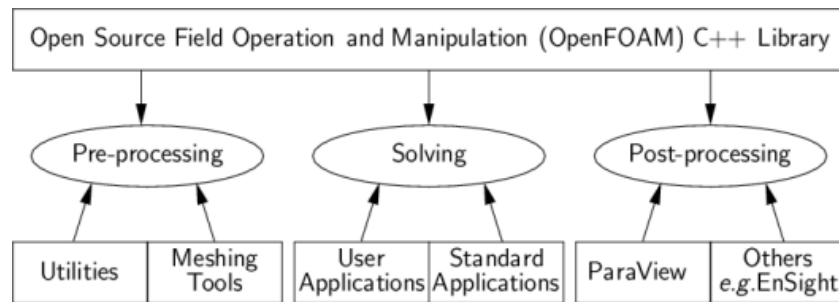 Open Source Field Operation and Manipulation (OpenFOAM) C++ Library
Pre-processing
Solving
Post-processing
Utilities
Meshing
Tools
User
Applications
Standard
Applications
ParaView
Others
e.g.EnSight